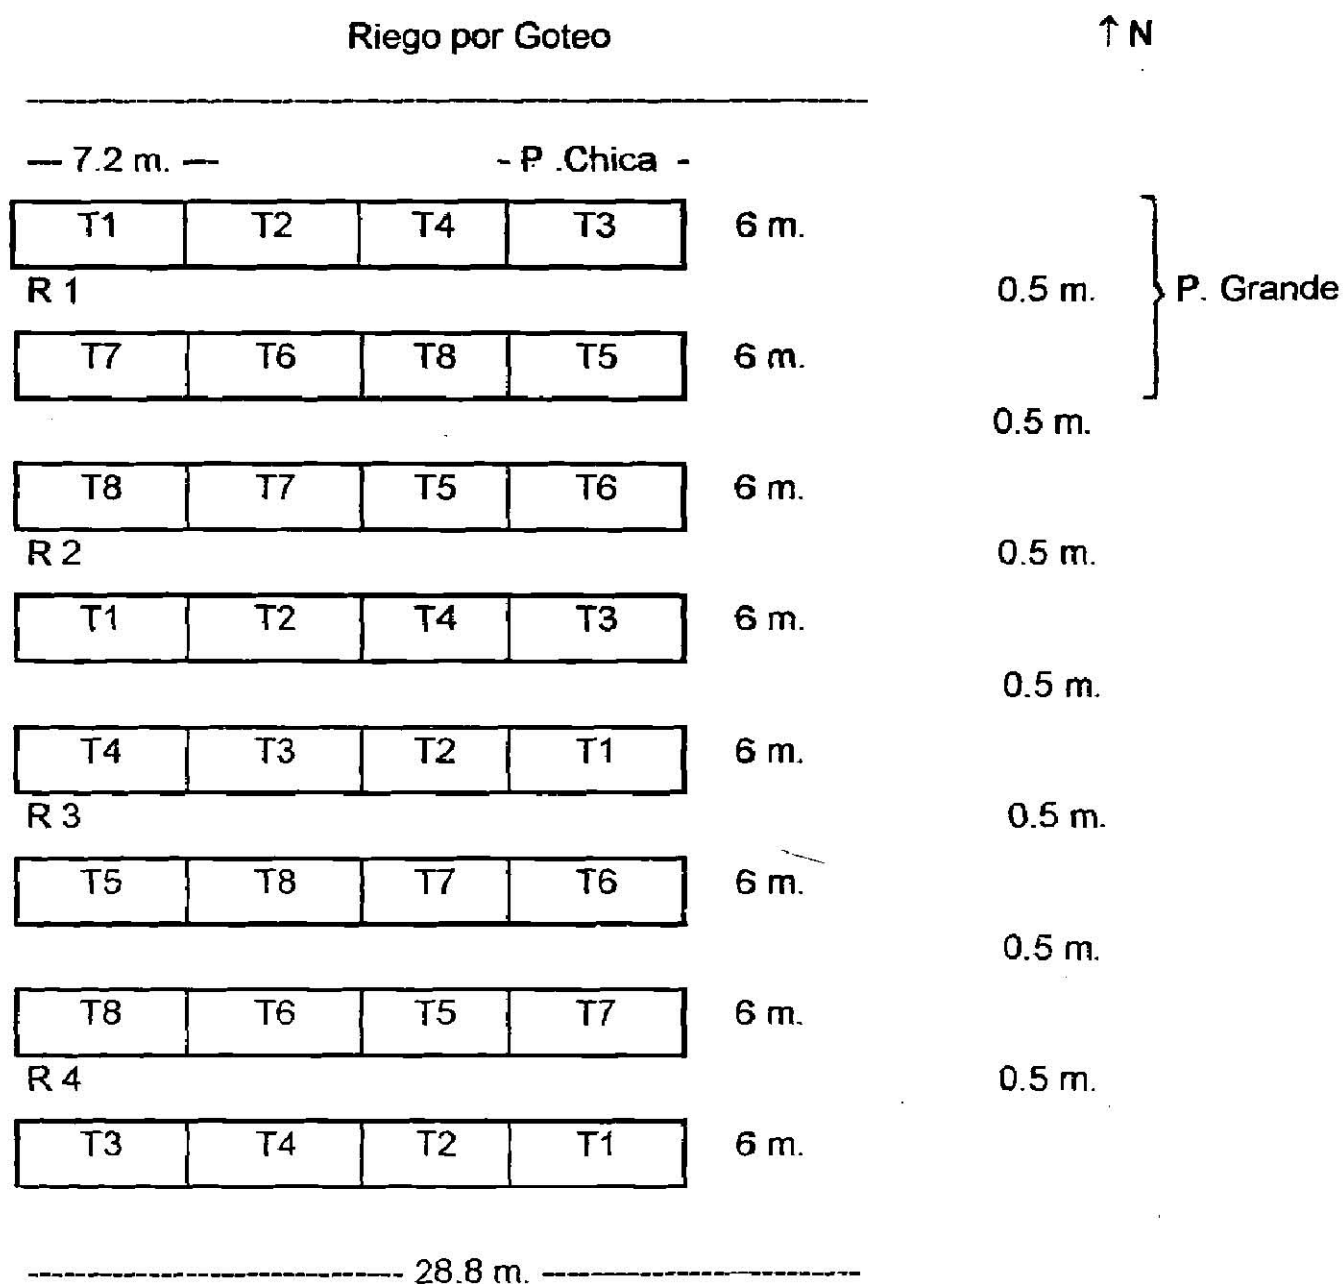 Riego por Goteo ↑ N
— 7.2 m. — - P .Chica -
T1 T2 T4 T3 6 m.
R 1 0.5 m. P. Grande
T7 T6 T8 T5 6 m.
0.5 m.
T8 T7 T5 T6 6 m.
R 2 0.5 m.
T1 T2 T4 T3 6 m.
0.5 m.
T4 T3 T2 T1 6 m.
R 3 0.5 m.
T5 T8 T7 T6 6 m.
0.5 m.
T8 T6 T5 T7 6 m.
R 4 0.5 m.
T3 T4 T2 T1 6 m.
28.8 m.